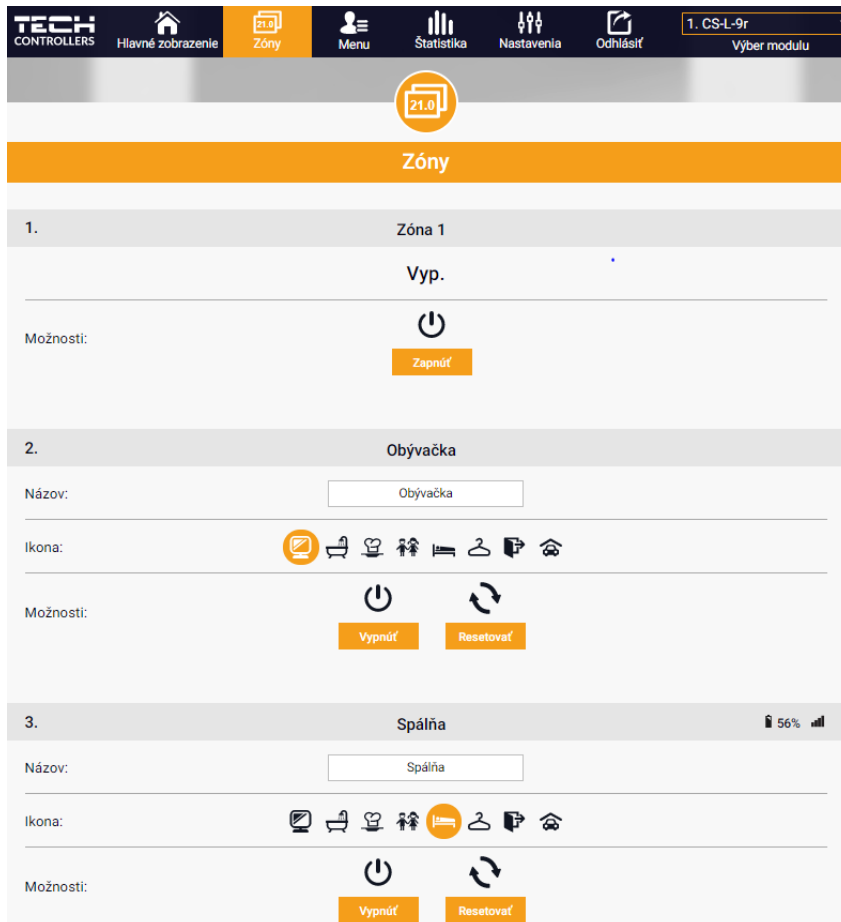 TECH
CONTROLLERS
Hlavné zobrazenie
21.0
Zóny
Menu
Štatistika
Nastavenia
Odhlásiť
1. CS-L-9r
Výber modulu
21.0
Zóny
1. Zóna 1
Vyp.
Možnosti:
Zapnúť
2. Obývačka
Názov: Obývačka
Ikona:
Možnosti:
Vypnúť Resetovať
3. Spálňa 56%
Názov: Spálňa
Ikona:
Možnosti:
Vypnúť Resetovať